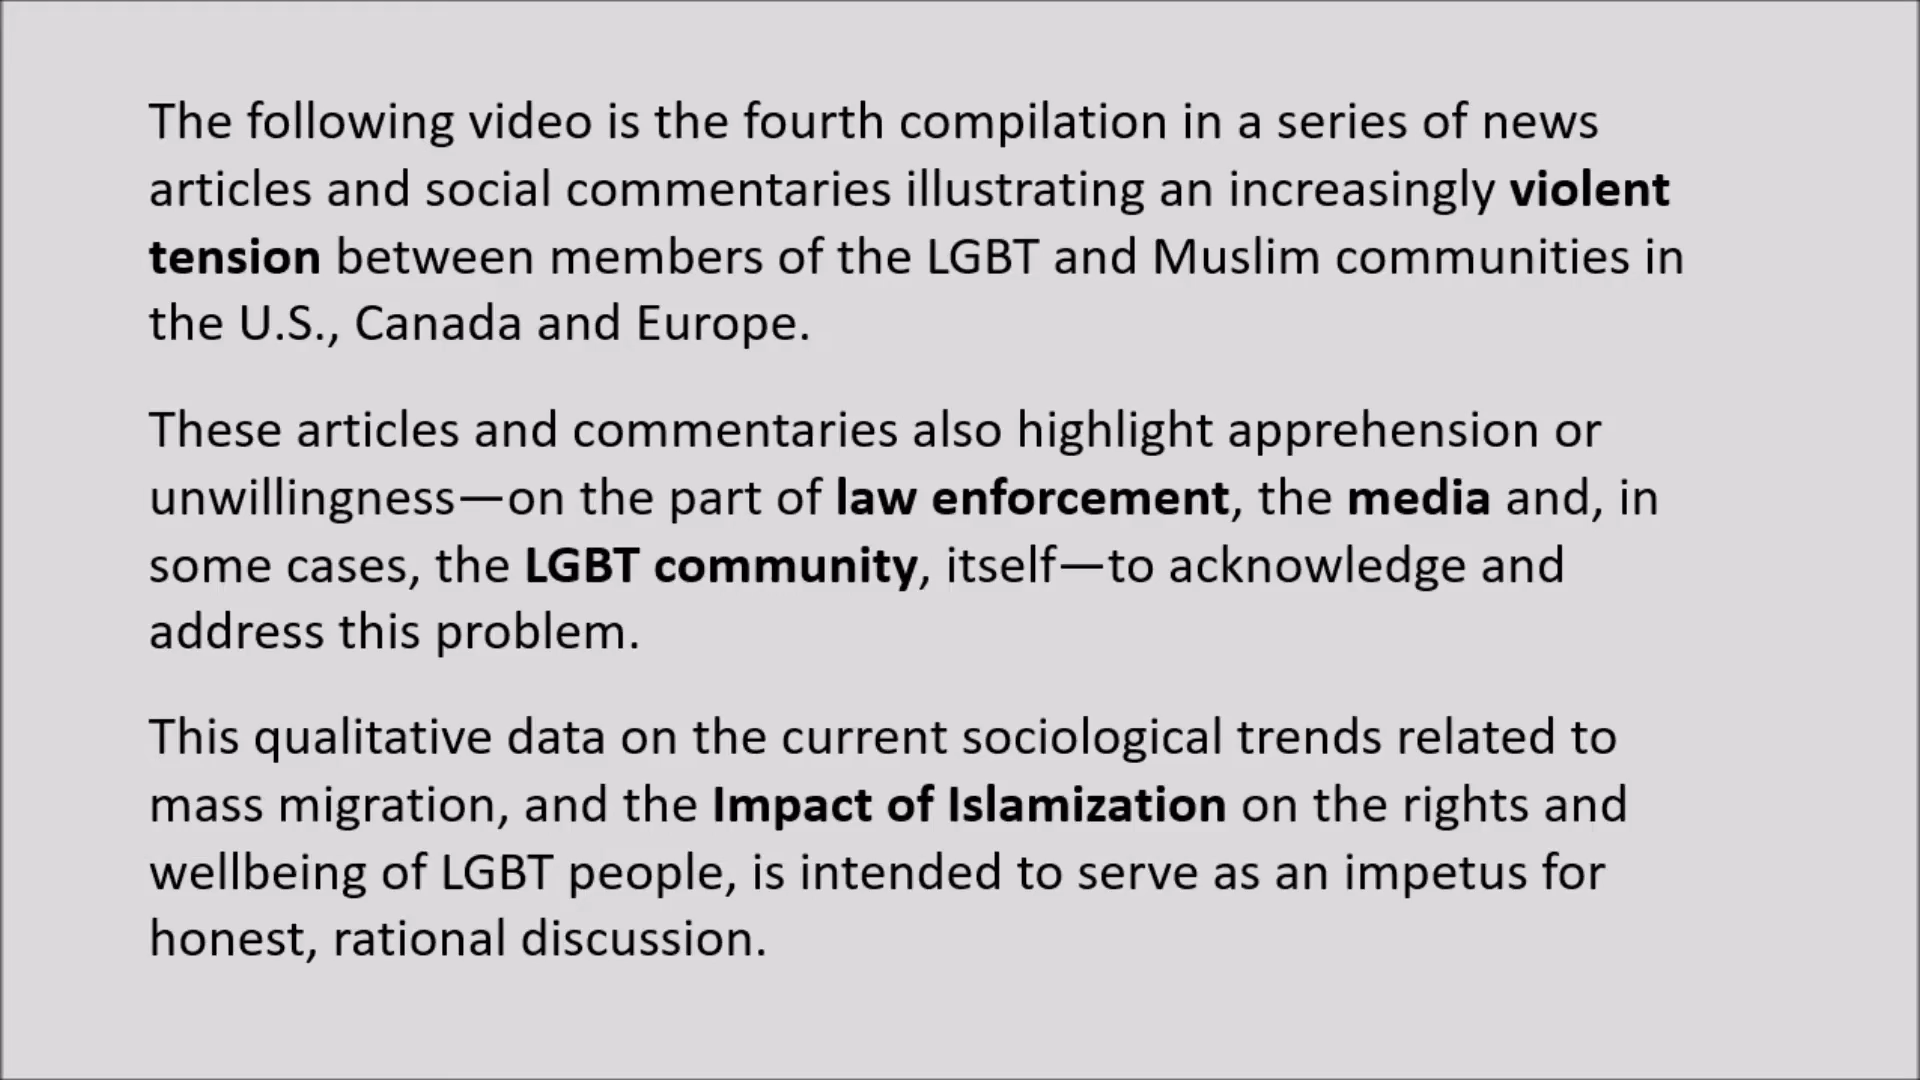 The following video is the fourth compilation in a series of news
articles and social commentaries illustrating an increasingly violent
tension between members of the LGBT and Muslim communities in
the U.S., Canada and Europe.
These articles and commentaries also highlight apprehension or
unwillingness—on the part of law enforcement, the media and, in
some cases, the LGBT community, itself—to acknowledge and
address this problem.
This qualitative data on the current sociological trends related to
mass migration, and the Impact of Islamization on the rights and
wellbeing of LGBT people, is intended to serve as an impetus for
honest, rational discussion.